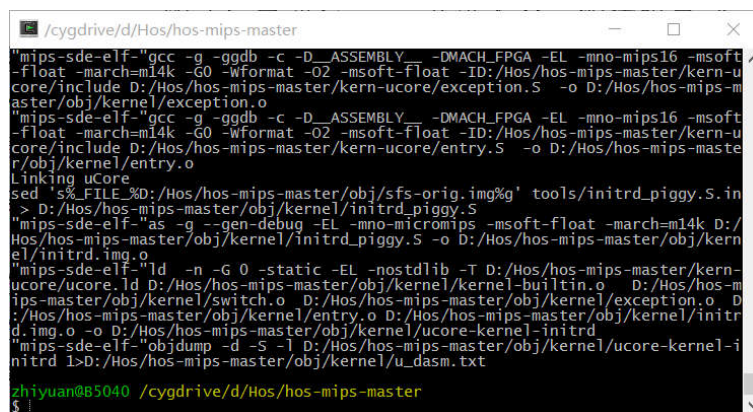 /cygdrive/d/Hos/hos-mips-master
"mips-sde-elf-"gcc -g -ggdb -c -D__ASSEMBLY__ -DMACH_FPGA -EL -mno-mips16 -msoft
-float -march=m14k -G0 -Wformat -O2 -msoft-float -ID:/Hos/hos-mips-master/kern-u
core/include D:/Hos/hos-mips-master/kern-ucore/exception.S  -o D:/Hos/hos-mips-m
aster/obj/kernel/exception.o
"mips-sde-elf-"gcc -g -ggdb -c -D__ASSEMBLY__ -DMACH_FPGA -EL -mno-mips16 -msoft
-float -march=m14k -G0 -Wformat -O2 -msoft-float -ID:/Hos/hos-mips-master/kern-u
core/include D:/Hos/hos-mips-master/kern-ucore/entry.S  -o D:/Hos/hos-mips-maste
r/obj/kernel/entry.o
Linking uCore
sed 's%_FILE_%D:/Hos/hos-mips-master/obj/sfs-orig.img%g' tools/initrd_piggy.S.in
 > D:/Hos/hos-mips-master/obj/kernel/initrd_piggy.S
"mips-sde-elf-"as -g --gen-debug -EL -mno-micromips -msoft-float -march=m14k D:/
Hos/hos-mips-master/obj/kernel/initrd_piggy.S -o D:/Hos/hos-mips-master/obj/kern
el/initrd.img.o
"mips-sde-elf-"ld  -n -G 0 -static -EL -nostdlib -T D:/Hos/hos-mips-master/kern-
ucore/ucore.ld D:/Hos/hos-mips-master/obj/kernel/kernel-builtin.o   D:/Hos/hos-m
ips-master/obj/kernel/switch.o  D:/Hos/hos-mips-master/obj/kernel/exception.o  D
:/Hos/hos-mips-master/obj/kernel/entry.o D:/Hos/hos-mips-master/obj/kernel/initr
d.img.o -o D:/Hos/hos-mips-master/obj/kernel/ucore-kernel-initrd
"mips-sde-elf-"objdump -d -S -l D:/Hos/hos-mips-master/obj/kernel/ucore-kernel-i
nitrd 1>D:/Hos/hos-mips-master/obj/kernel/u_dasm.txt
zhiyuan@B5040 /cygdrive/d/Hos/hos-mips-master
$